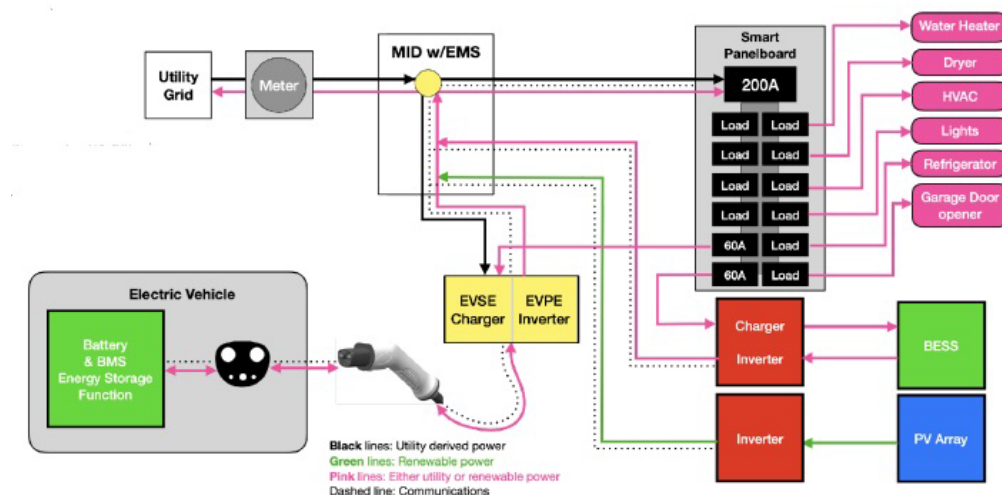 Utility
Grid
Meter
MID w/EMS
Smart
Panelboard
200A
Load
Load
Load
Load
Load
Load
Load
Load
60A
Load
60A
Load
Water Heater
Dryer
HVAC
Lights
Refrigerator
Garage Door
opener
Electric Vehicle
Battery
& BMS
Energy Storage
Function
EVSE
Charger
EVPE
Inverter
Charger
Inverter
BESS
Inverter
PV Array
Black lines: Utility derived power
Green lines: Renewable power
Pink lines: Either utility or renewable power
Dashed line: Communications